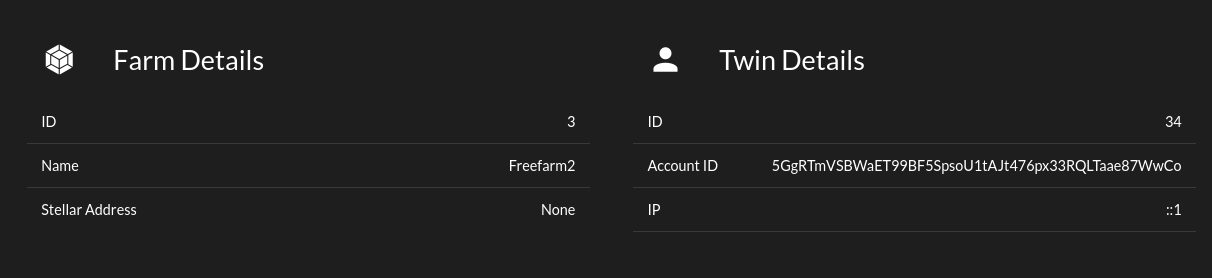 Farm Details
ID 3
Name Freefarm2
Stellar Address None
Twin Details
ID 34
Account ID 5GgRTmVSBWaET99BF5SpsoU1tAJt476px33RQLTaae87WwCo
IP ::1